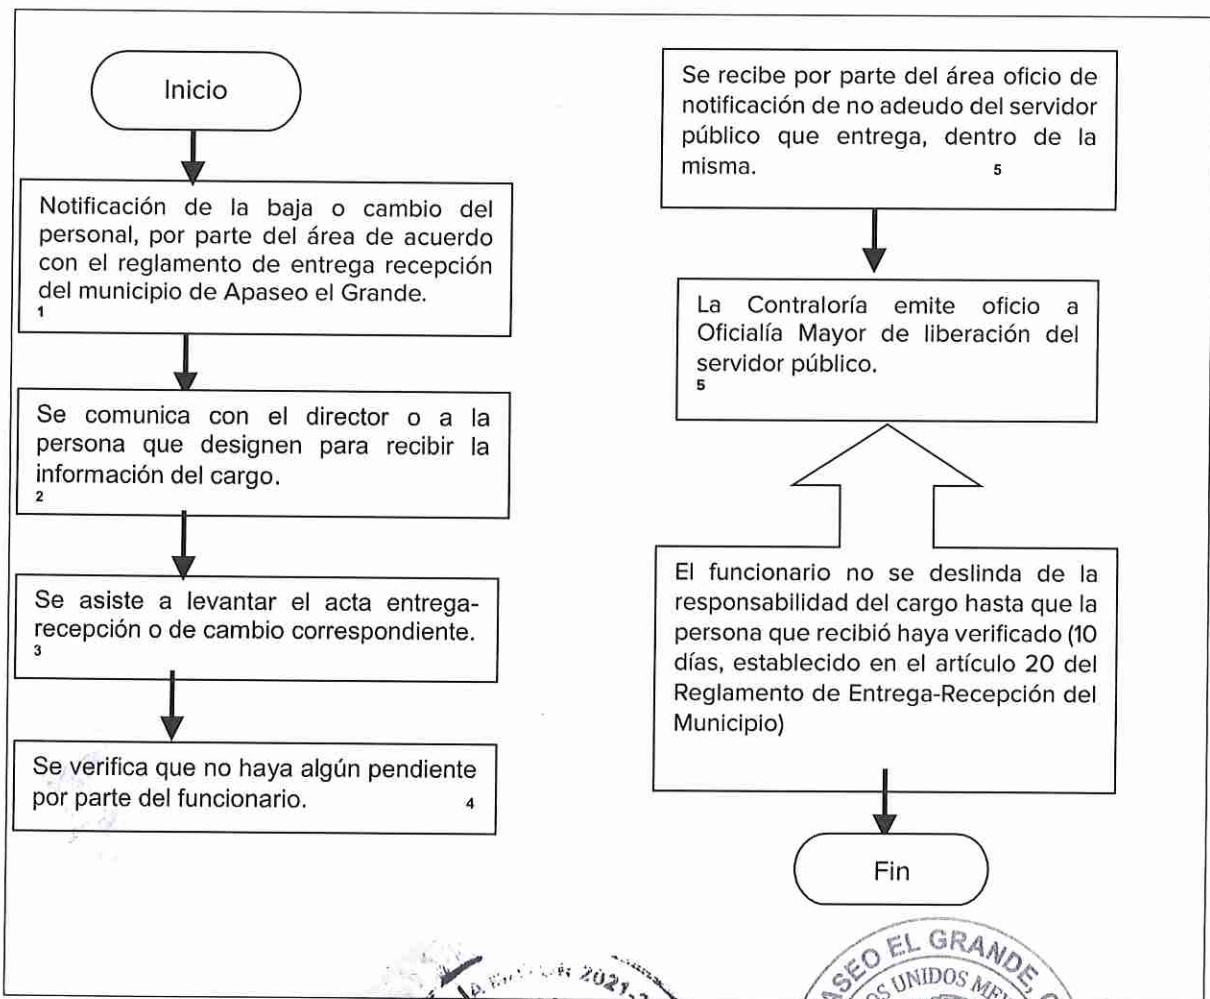 Inicio
Notificación de la baja o cambio del
personal, por parte del área de acuerdo
con el reglamento de entrega recepción
del municipio de Apaseo el Grande.
1
Se comunica con el director o a la
persona que designen para recibir la
información del cargo.
2
Se asiste a levantar el acta entrega-
recepción o de cambio correspondiente.
3
Se verifica que no haya algún pendiente
por parte del funcionario. 4
Se recibe por parte del área oficio de
notificación de no adeudo del servidor
público que entrega, dentro de la
misma. 5
La Contraloría emite oficio a
Oficialía Mayor de liberación del
servidor público.
5
El funcionario no se deslinda de la
responsabilidad del cargo hasta que la
persona que recibió haya verificado (10
días, establecido en el artículo 20 del
Reglamento de Entrega-Recepción del
Municipio)
Fin
2021-2
EL GRANDE,
UNIDOS